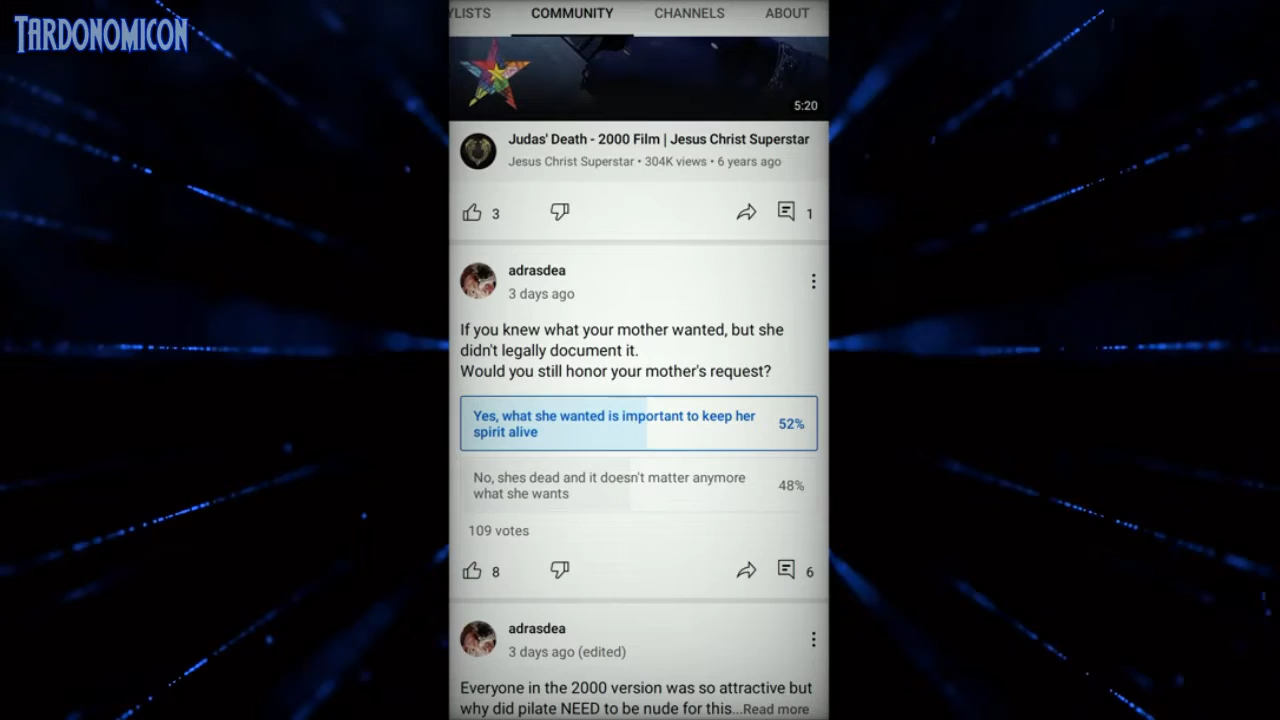 TARDONOMICON
YLISTS COMMUNITY CHANNELS ABOUT
5:20
Judas' Death - 2000 Film | Jesus Christ Superstar
Jesus Christ Superstar • 304K views • 6 years ago
3 1
adrasdea
3 days ago
If you knew what your mother wanted, but she
didn't legally document it.
Would you still honor your mother's request?
Yes, what she wanted is important to keep her
spirit alive
52%
No, shes dead and it doesn't matter anymore
what she wants
48%
109 votes
8 6
adrasdea
3 days ago (edited)
Everyone in the 2000 version was so attractive but
why did pilate NEED to be nude for this...Read more